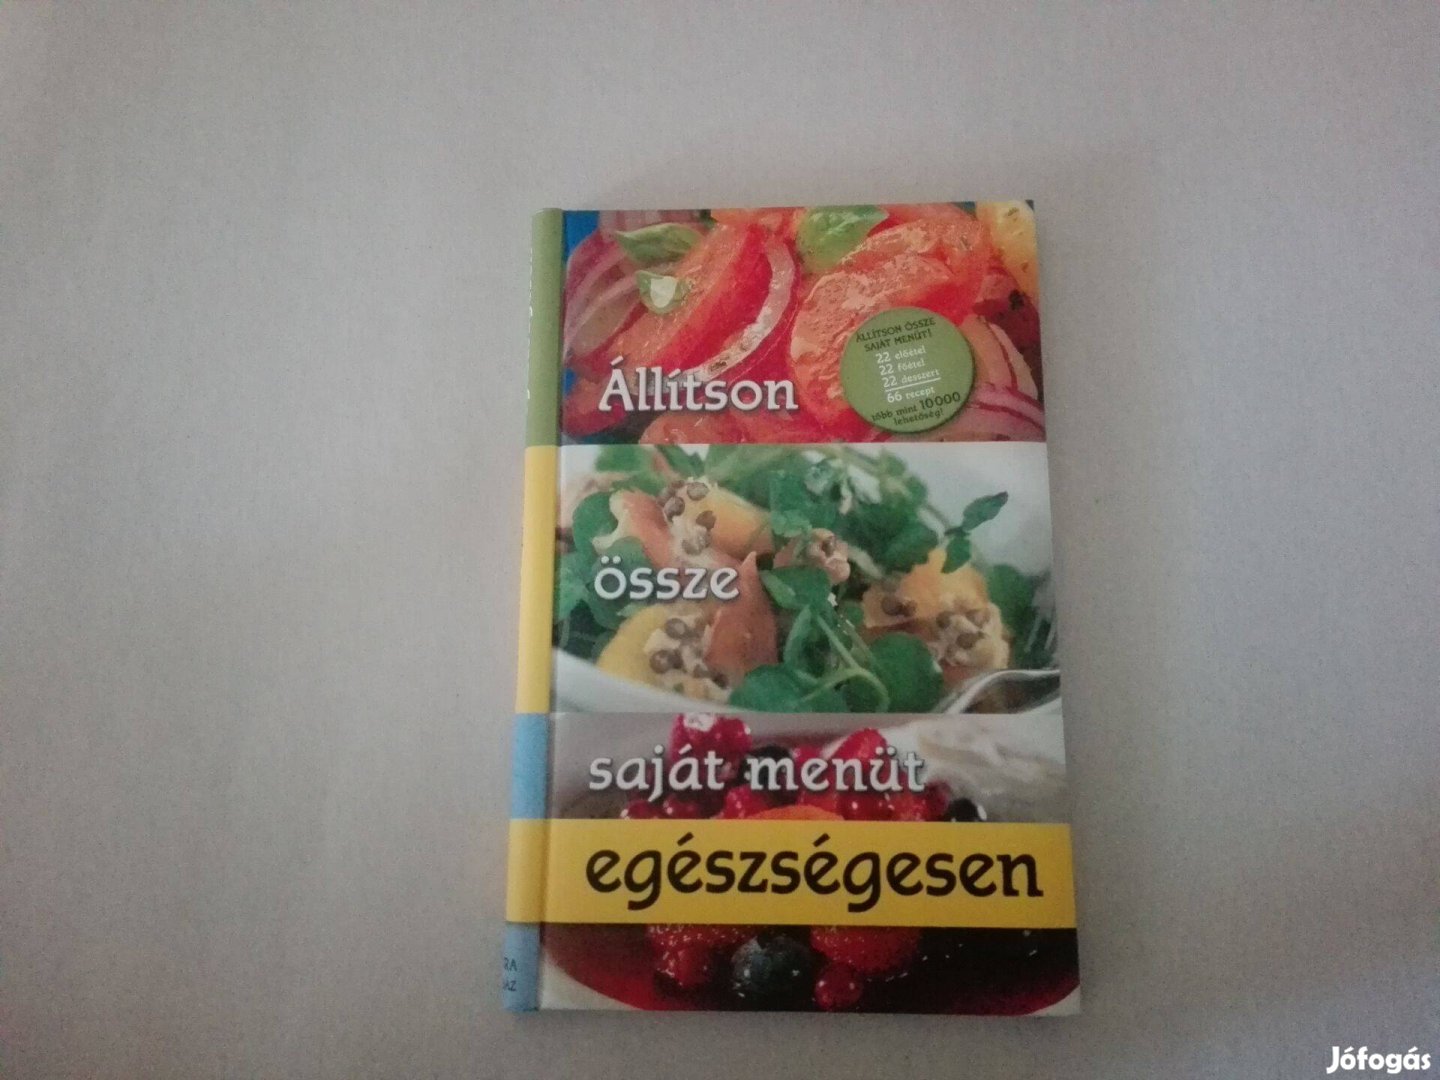 ÁLLÍTSON ÖSSZE
SAJÁT MENÜT!
22 előétel
22 főétel
22 desszert
66 recept
több mint 10000
lehetőség!
Állítson
össze
saját menüt
egészségesen
Jófogás